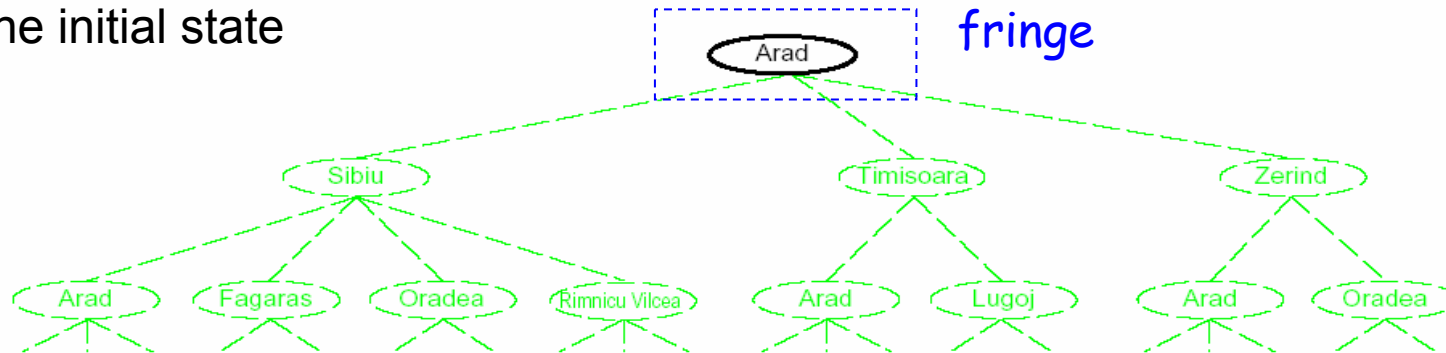 he initial state
fringe
Arad
Sibiu Timisoara Zerind
Arad Fagaras Oradea Rimnicu Vilcea Arad Lugoj Arad Oradea